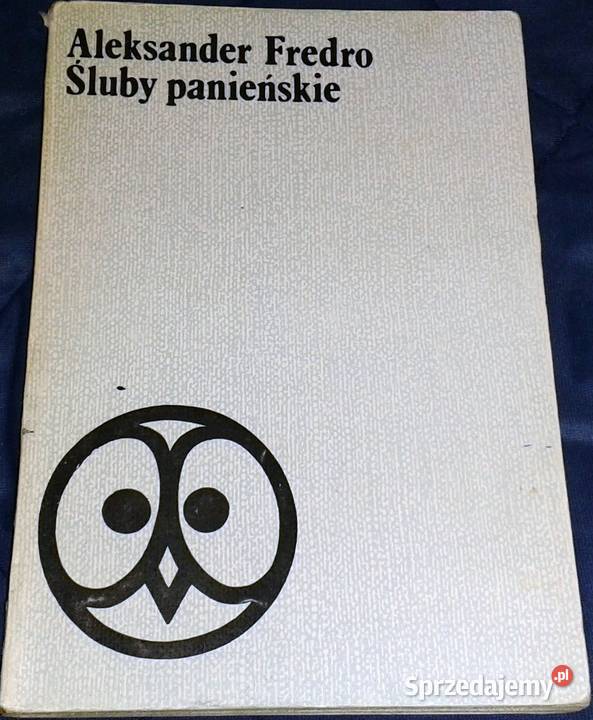 Aleksander Fredro
Śluby panieńskie
Sprzedajemy.pl